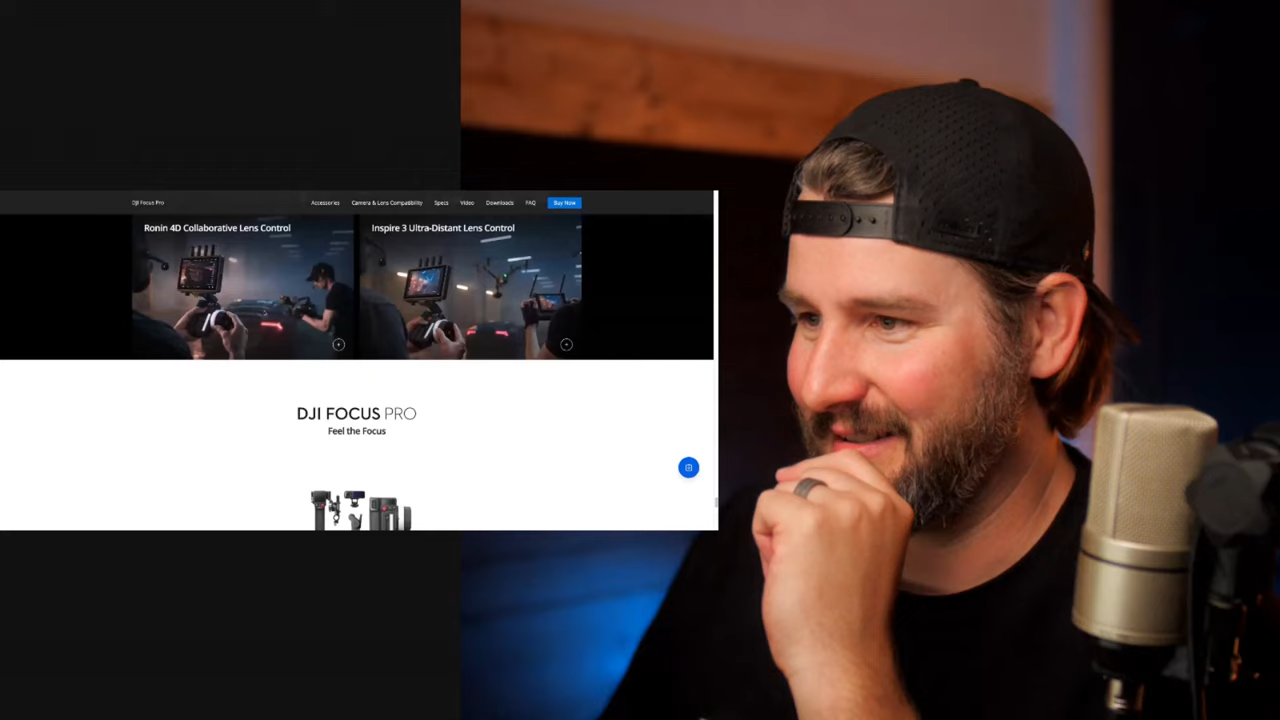 DJI Focus Pro
Accessories Camera & Lens Compatibility Specs Video Downloads FAQ Buy Now
Ronin 4D Collaborative Lens Control
Inspire 3 Ultra-Distant Lens Control
DJI FOCUS PRO
Feel the Focus